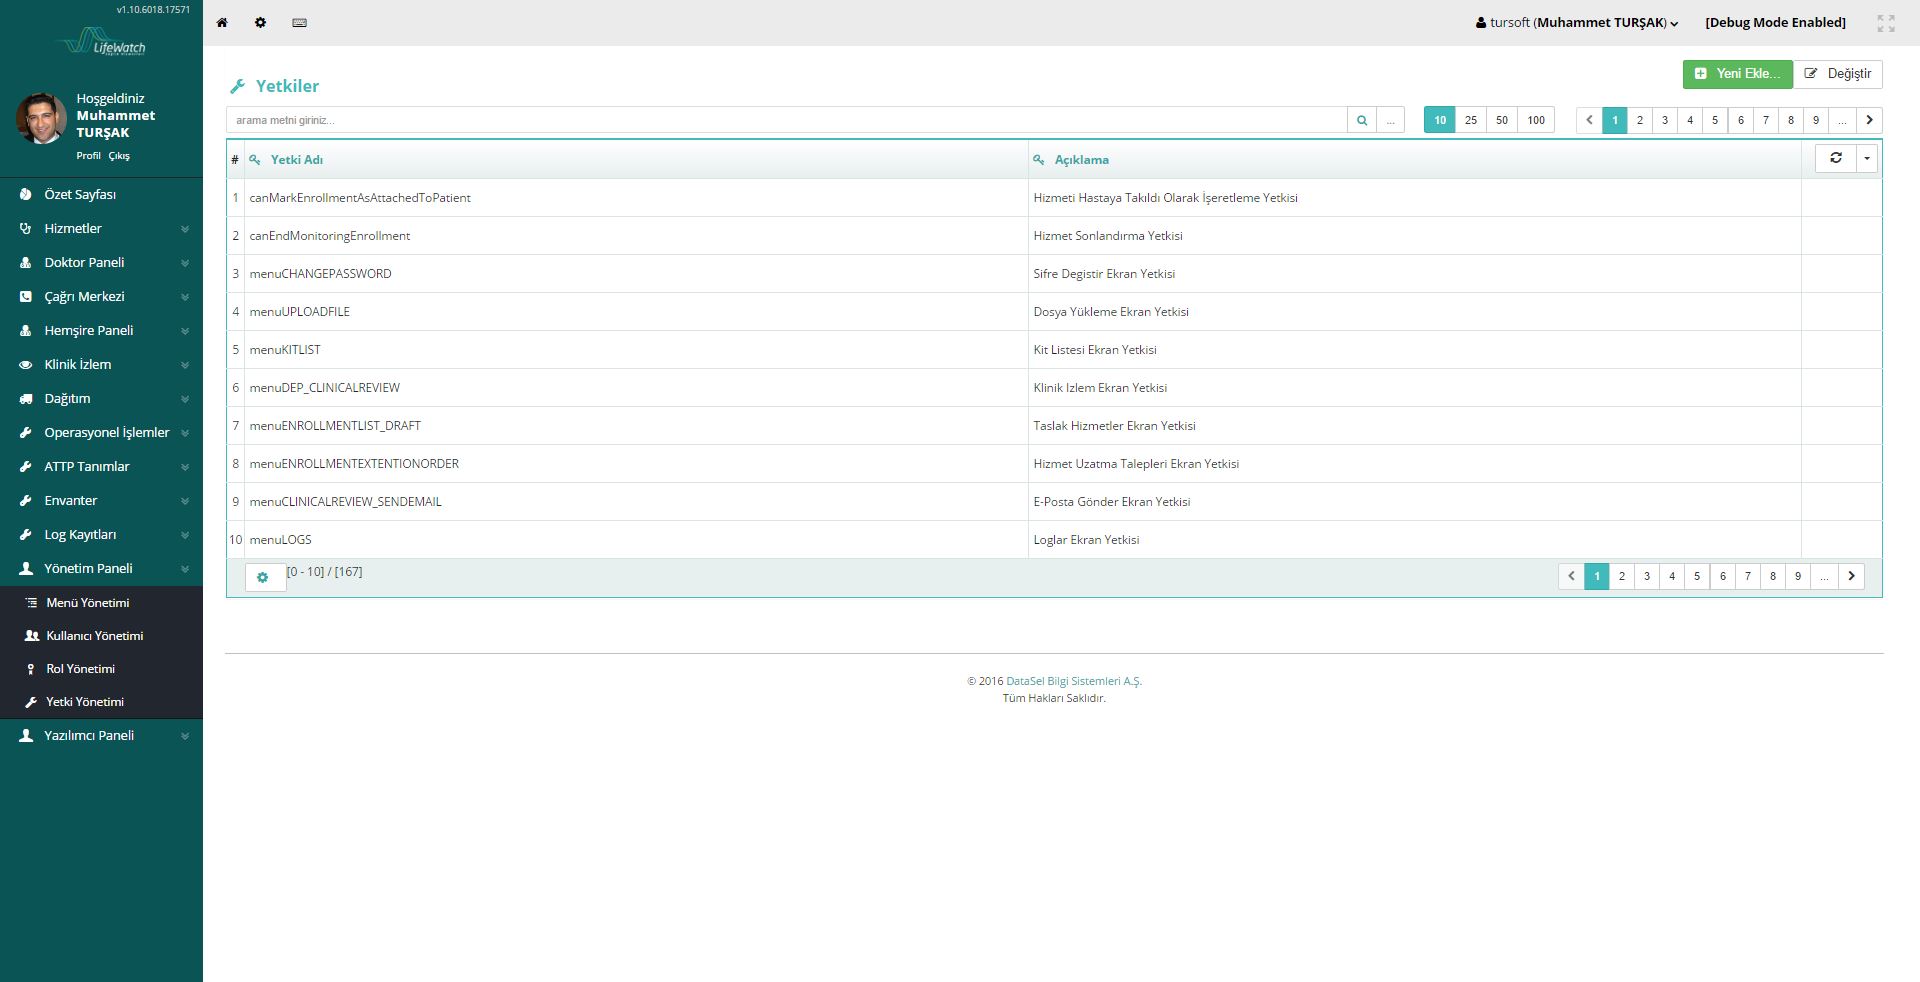 v1.10.6018.17571
LifeWatch
Hoşgeldiniz
Muhammet
TURŞAK
Profil Çıkış
Özet Sayfası
Hizmetler
Doktor Paneli
Çağrı Merkezi
Hemşire Paneli
Klinik İzlem
Dağıtım
Operasyonel İşlemler
ATTP Tanımlar
Envanter
Log Kayıtları
Yönetim Paneli
Menü Yönetimi
Kullanıcı Yönetimi
Rol Yönetimi
Yetki Yönetimi
Yazılımcı Paneli
tursoft (Muhammet TURŞAK) [Debug Mode Enabled]
Yetkiler
Yeni Ekle... Değiştir
arama metni giriniz... ... 10 25 50 100 1 2 3 4 5 6 7 8 9 ...
# Yetki Adı Açıklama
1 canMarkEnrollmentAsAttachedToPatient Hizmeti Hastaya Takıldı Olarak İşeretleme Yetkisi
2 canEndMonitoringEnrollment Hizmet Sonlandırma Yetkisi
3 menuCHANGEPASSWORD Sifre Degistir Ekran Yetkisi
4 menuUPLOADFILE Dosya Yükleme Ekran Yetkisi
5 menuKITLIST Kit Listesi Ekran Yetkisi
6 menuDEP_CLINICALREVIEW Klinik Izlem Ekran Yetkisi
7 menuENROLLMENTLIST_DRAFT Taslak Hizmetler Ekran Yetkisi
8 menuENROLLMENTEXTENTIONORDER Hizmet Uzatma Talepleri Ekran Yetkisi
9 menuCLINICALREVIEW_SENDEMAIL E-Posta Gönder Ekran Yetkisi
10 menuLOGS Loglar Ekran Yetkisi
[0 - 10] / [167] 1 2 3 4 5 6 7 8 9 ...
© 2016 DataSel Bilgi Sistemleri A.Ş.
Tüm Hakları Saklıdır.